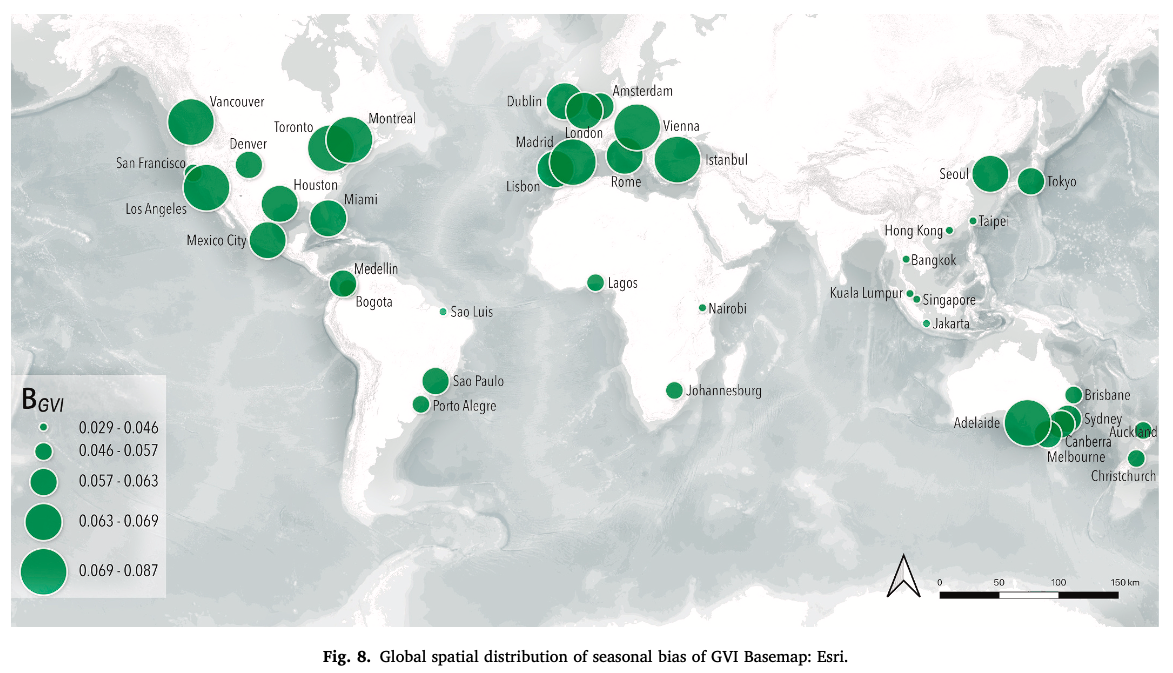 Vancouver
Toronto
Montreal
Denver
San Francisco
Los Angeles
Houston
Miami
Mexico City
Medellin
Bogota
Sao Luis
Sao Paulo
Porto Alegre
Dublin
Amsterdam
London
Madrid
Vienna
Istanbul
Lisbon
Rome
Lagos
Nairobi
Johannesburg
Seoul
Tokyo
Taipei
Hong Kong
Bangkok
Kuala Lumpur
Singapore
Jakarta
Brisbane
Adelaide
Sydney
Auckland
Canberra
Melbourne
Christchurch
BGVI
0.029 - 0.046
0.046 - 0.057
0.057 - 0.063
0.063 - 0.069
0.069 - 0.087
0 50 100 150 km
Fig. 8. Global spatial distribution of seasonal bias of GVI Basemap: Esri.